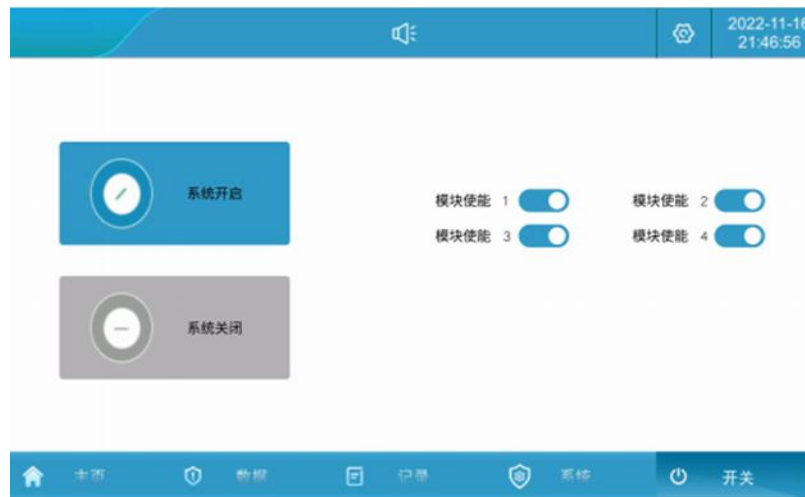 2022-11-16
21:46:56
系统开启
模块使能 1
模块使能 2
模块使能 3
模块使能 4
系统关闭
主页
数据
记录
系统
开关